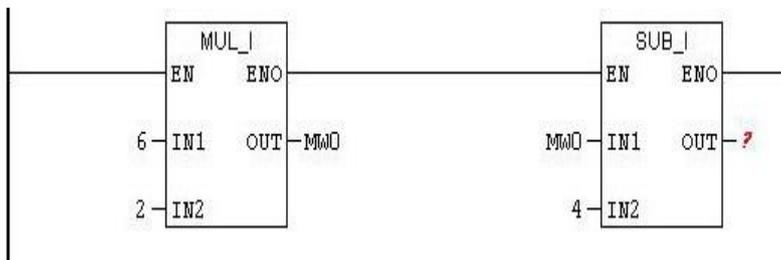 MUL_I SUB_I
EN ENO EN ENO
6 IN1 OUT MW0 MW0 IN1 OUT ?
2 IN2 4 IN2